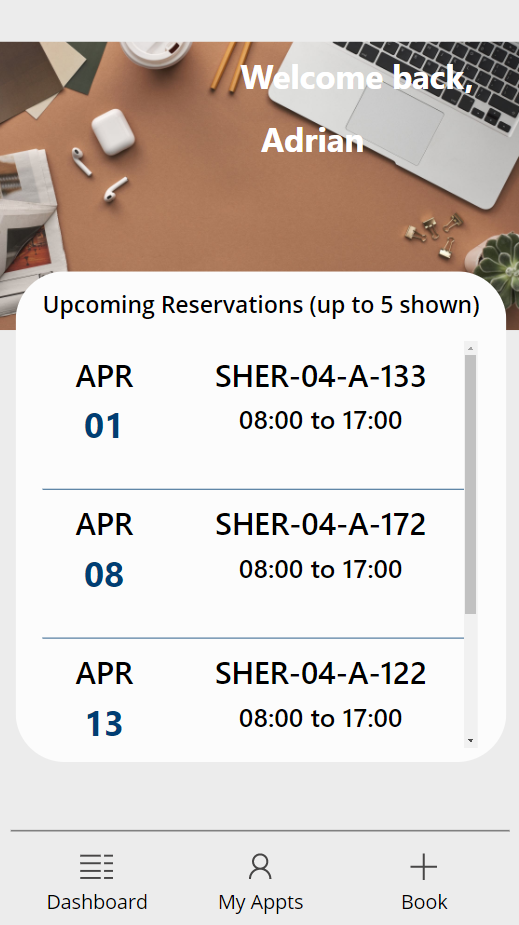 Welcome back,
Adrian
Upcoming Reservations (up to 5 shown)
APR
01
SHER-04-A-133
08:00 to 17:00
APR
08
SHER-04-A-172
08:00 to 17:00
APR
13
SHER-04-A-122
08:00 to 17:00
Dashboard
My Appts
Book